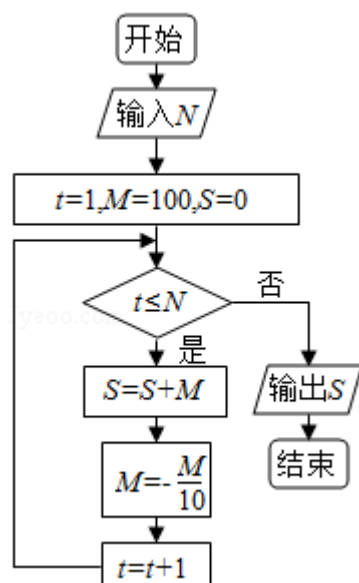 开始
输入N
t=1,M=100,S=0
t≤N
否
是
S=S+M
输出S
M=-M/10
结束
t=t+1